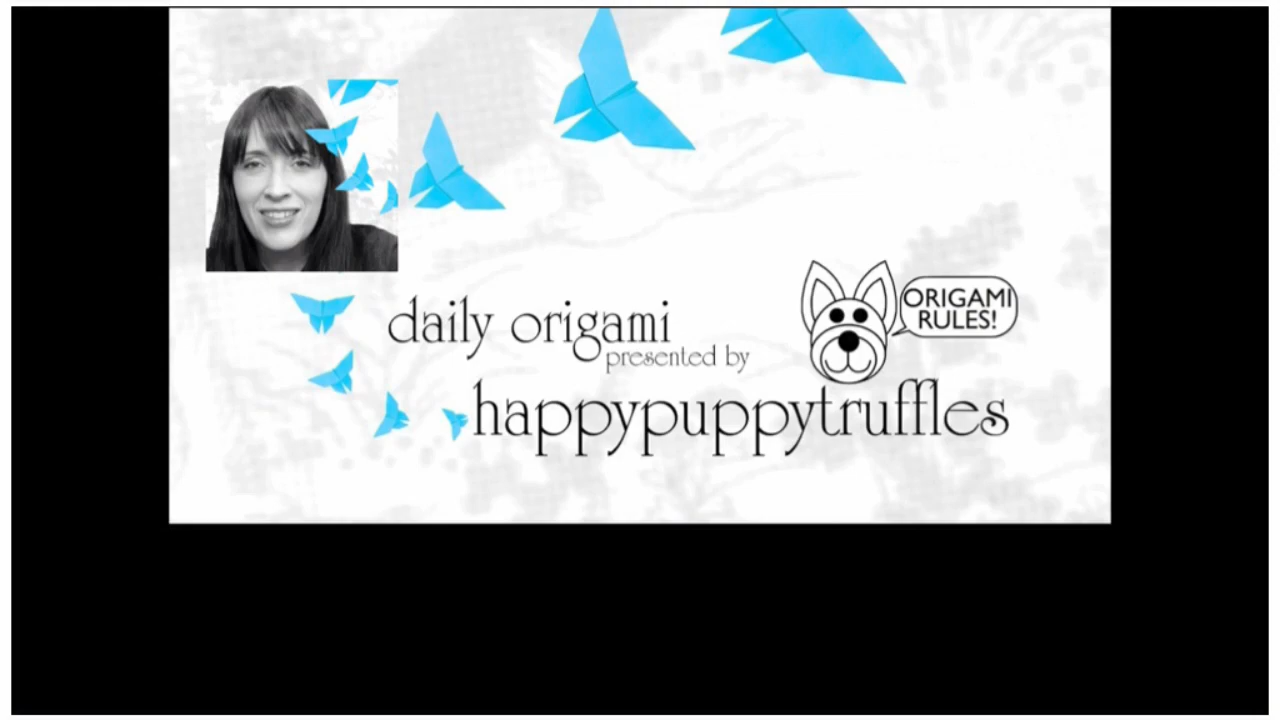 daily origami
presented by
ORIGAMI
RULES!
happypuppytruffles